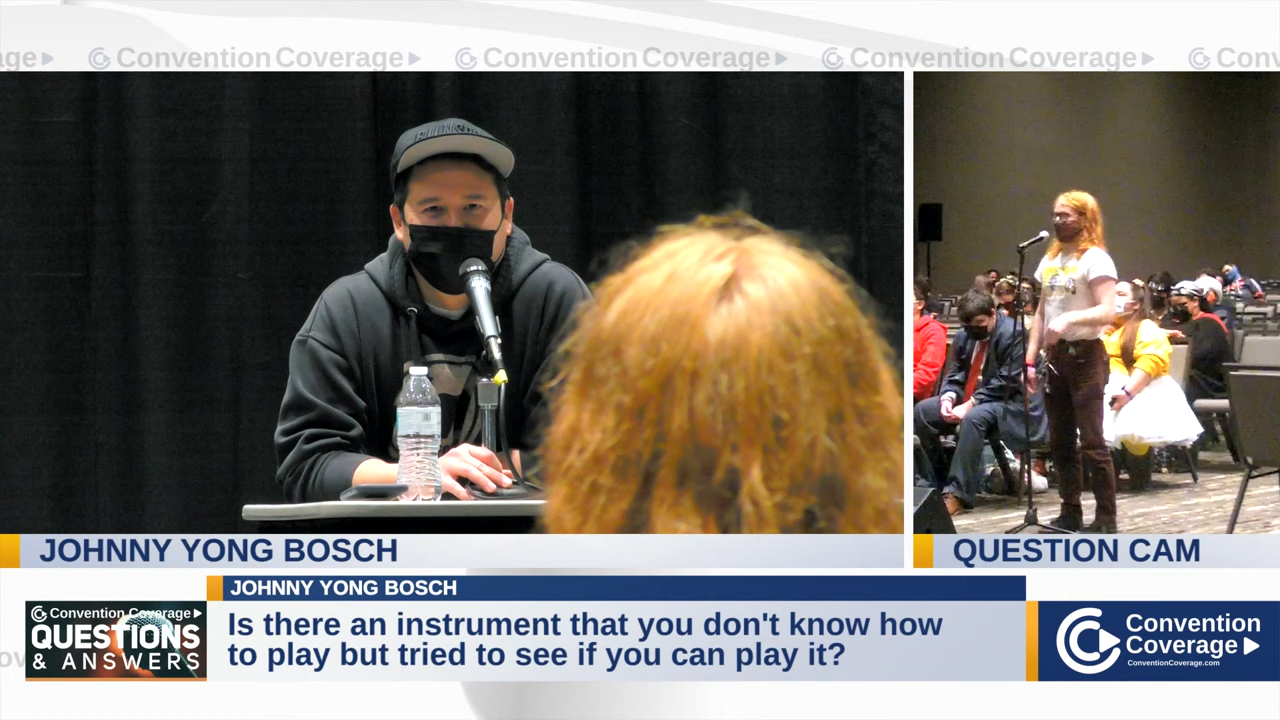 ge
Convention Coverage
Convention Coverage
Convention Coverage
Conv
JOHNNY YONG BOSCH
QUESTION CAM
JOHNNY YONG BOSCH
Convention Coverage
QUESTIONS
& ANSWERS
Is there an instrument that you don't know how
to play but tried to see if you can play it?
Convention
Coverage
ConventionCoverage.com